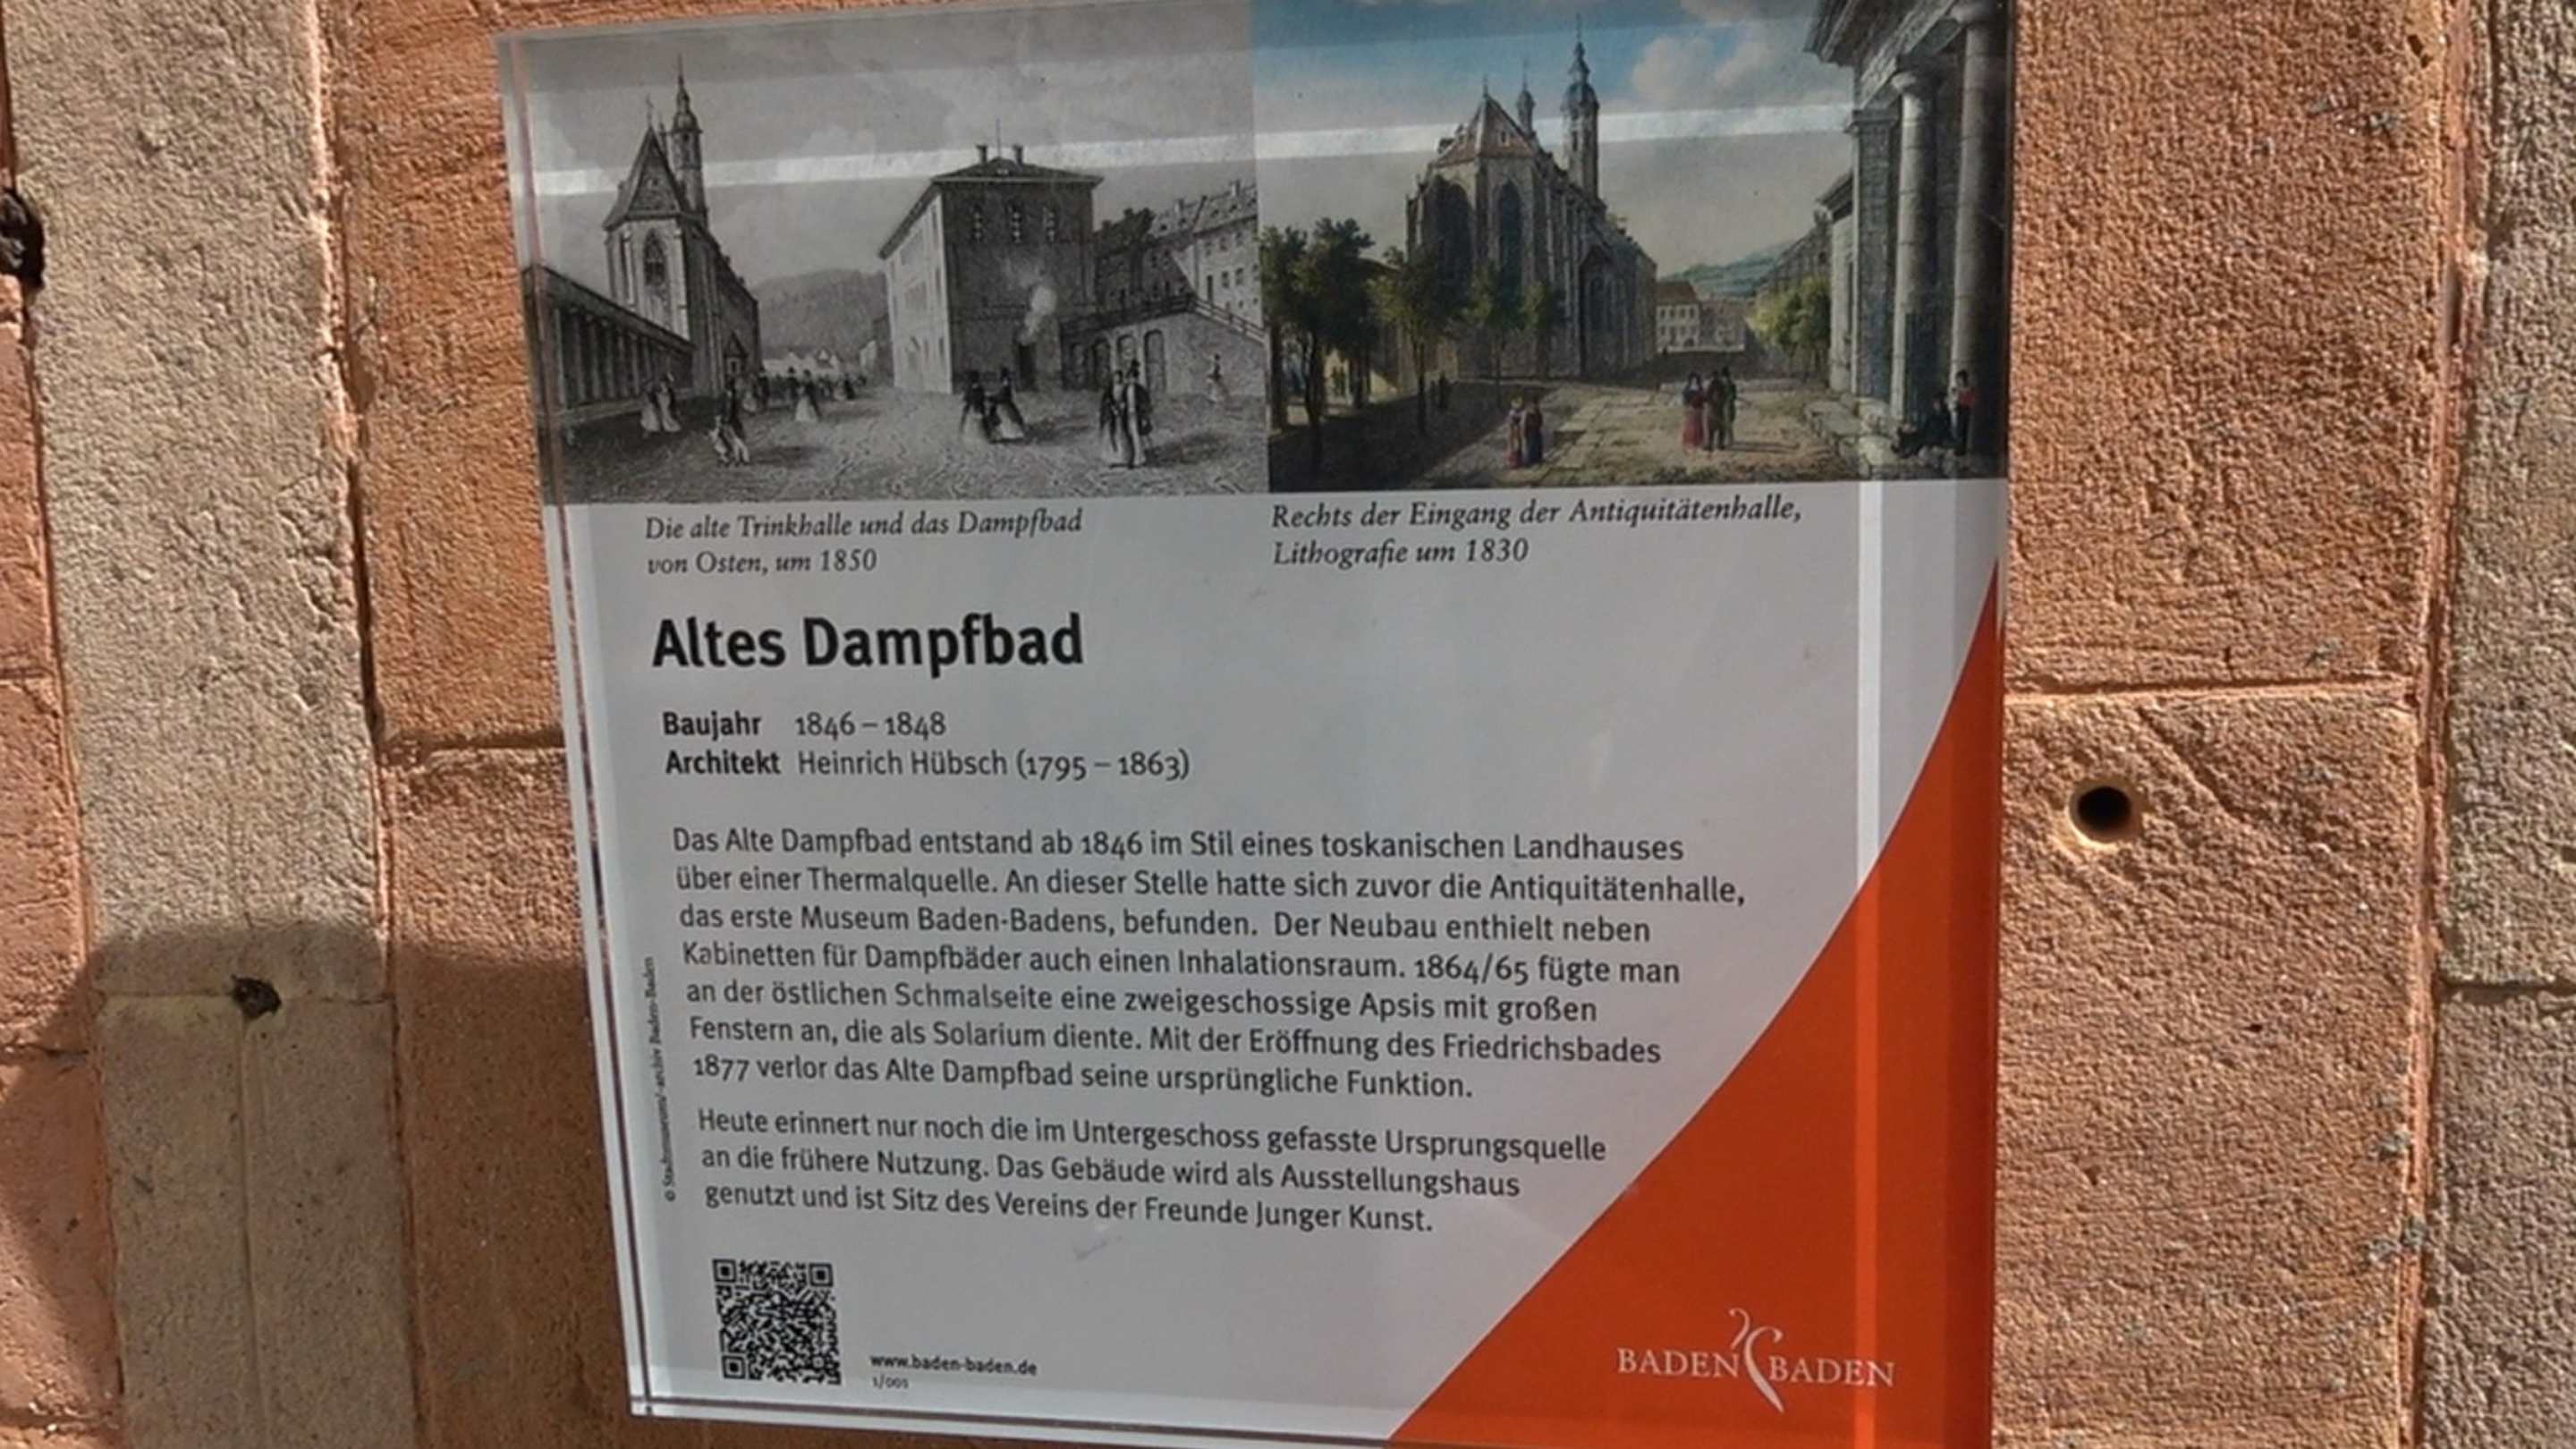 Die alte Trinkhalle und das Dampfbad
von Osten, um 1850
Rechts der Eingang der Antiquitätenhalle,
Lithografie um 1830
Altes Dampfbad
Baujahr 1846 – 1848
Architekt Heinrich Hübsch (1795 – 1863)
Das Alte Dampfbad entstand ab 1846 im Stil eines toskanischen Landhauses
über einer Thermalquelle. An dieser Stelle hatte sich zuvor die Antiquitätenhalle,
das erste Museum Baden-Badens, befunden. Der Neubau enthielt neben
Kabinetten für Dampfbäder auch einen Inhalationsraum. 1864/65 fügte man
an der östlichen Schmalseite eine zweigeschossige Apsis mit großen
Fenstern an, die als Solarium diente. Mit der Eröffnung des Friedrichsbades
1877 verlor das Alte Dampfbad seine ursprüngliche Funktion.
Heute erinnert nur noch die im Untergeschoss gefasste Ursprungsquelle
an die frühere Nutzung. Das Gebäude wird als Ausstellungshaus
genutzt und ist Sitz des Vereins der Freunde Junger Kunst.
© Stadtmuseum/-archiv Baden-Baden
www.baden-baden.de
1/001
BADEN BADEN